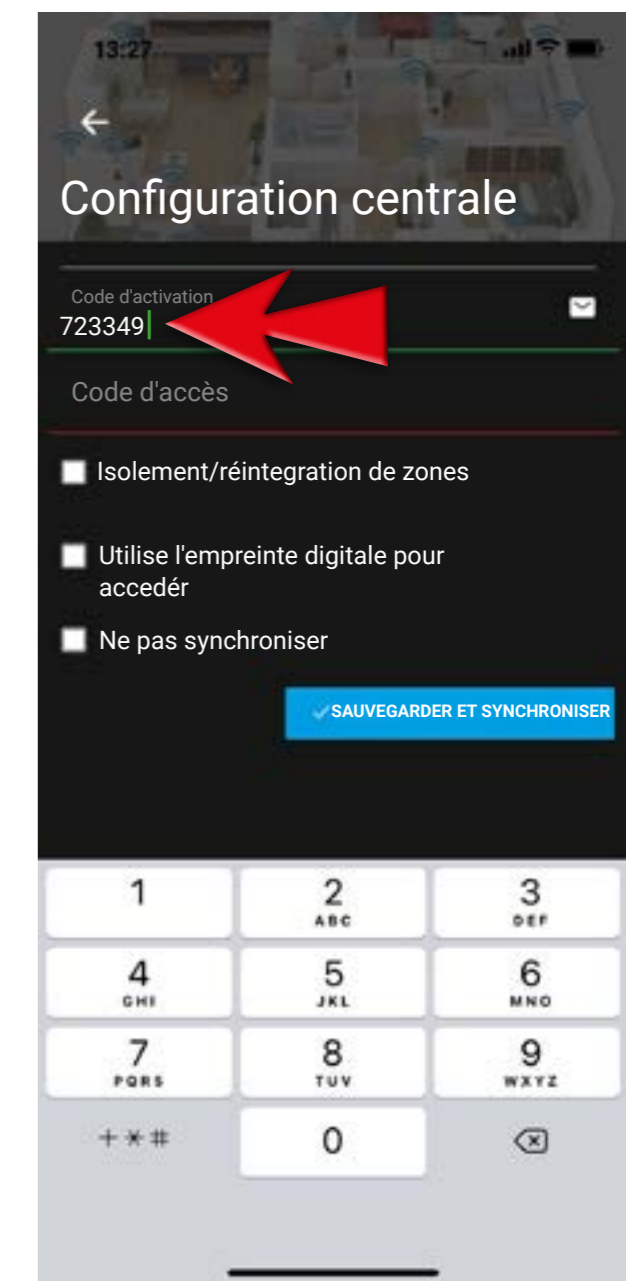 13:27
Configuration centrale
Code d'activation
723349
Code d'accès
Isolement/réintegration de zones
Utilise l'empreinte digitale pour
accedér
Ne pas synchroniser
SAUVEGARDER ET SYNCHRONISER
1 2 3
ABC DEF
4 5 6
GHI JKL MNO
7 8 9
PQRS TUV WXYZ
+*# 0